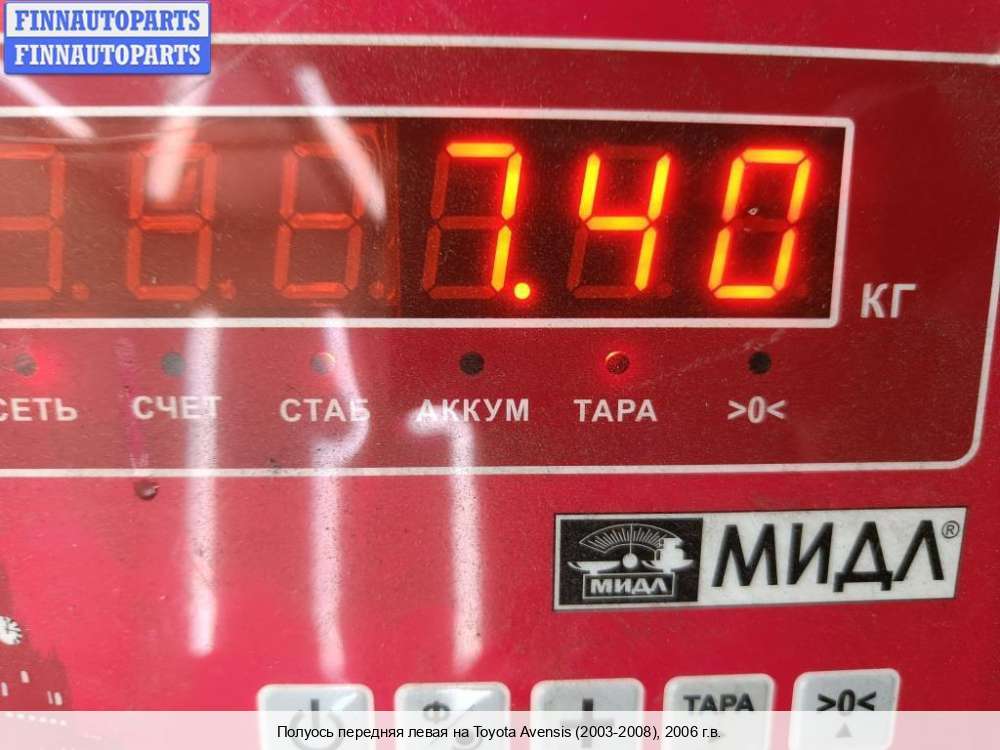 FINNAUTOPARTS
FINNAUTOPARTS
7.40
КГ
СЕТЬ СЧЕТ СТАБ АККУМ ТАРА >0<
МИДЛ МИДЛ®
Ф + ТАРА >0<
Полуось передняя левая на Toyota Avensis (2003-2008), 2006 г.в.